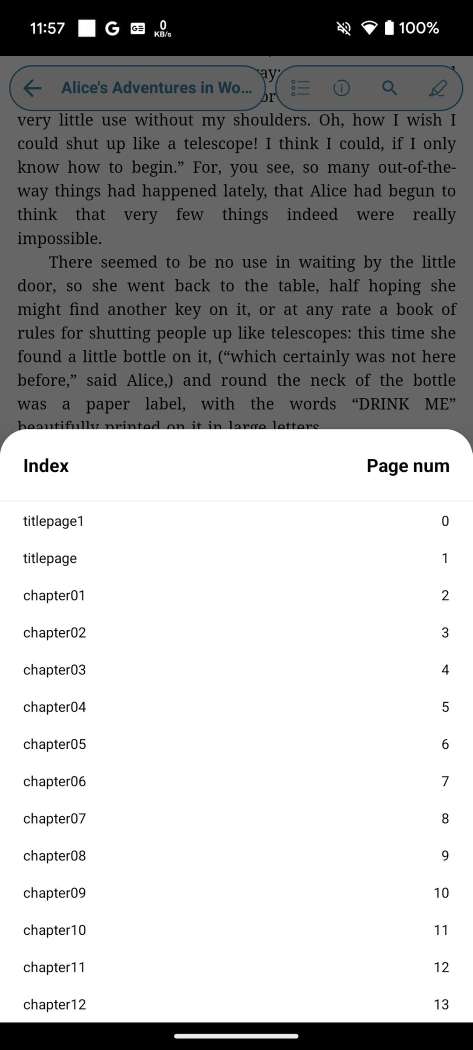 11:57 G GE 0 KB/s 100%
Alice's Adventures in Wo...
very little use without my shoulders. Oh, how I wish I
could shut up like a telescope! I think I could, if I only
know how to begin.” For, you see, so many out-of-the-
way things had happened lately, that Alice had begun to
think that very few things indeed were really
impossible.
There seemed to be no use in waiting by the little
door, so she went back to the table, half hoping she
might find another key on it, or at any rate a book of
rules for shutting people up like telescopes: this time she
found a little bottle on it, (“which certainly was not here
before,” said Alice,) and round the neck of the bottle
was a paper label, with the words “DRINK ME”
beautifully printed on it in large letters.
Index Page num
titlepage1 0
titlepage 1
chapter01 2
chapter02 3
chapter03 4
chapter04 5
chapter05 6
chapter06 7
chapter07 8
chapter08 9
chapter09 10
chapter10 11
chapter11 12
chapter12 13